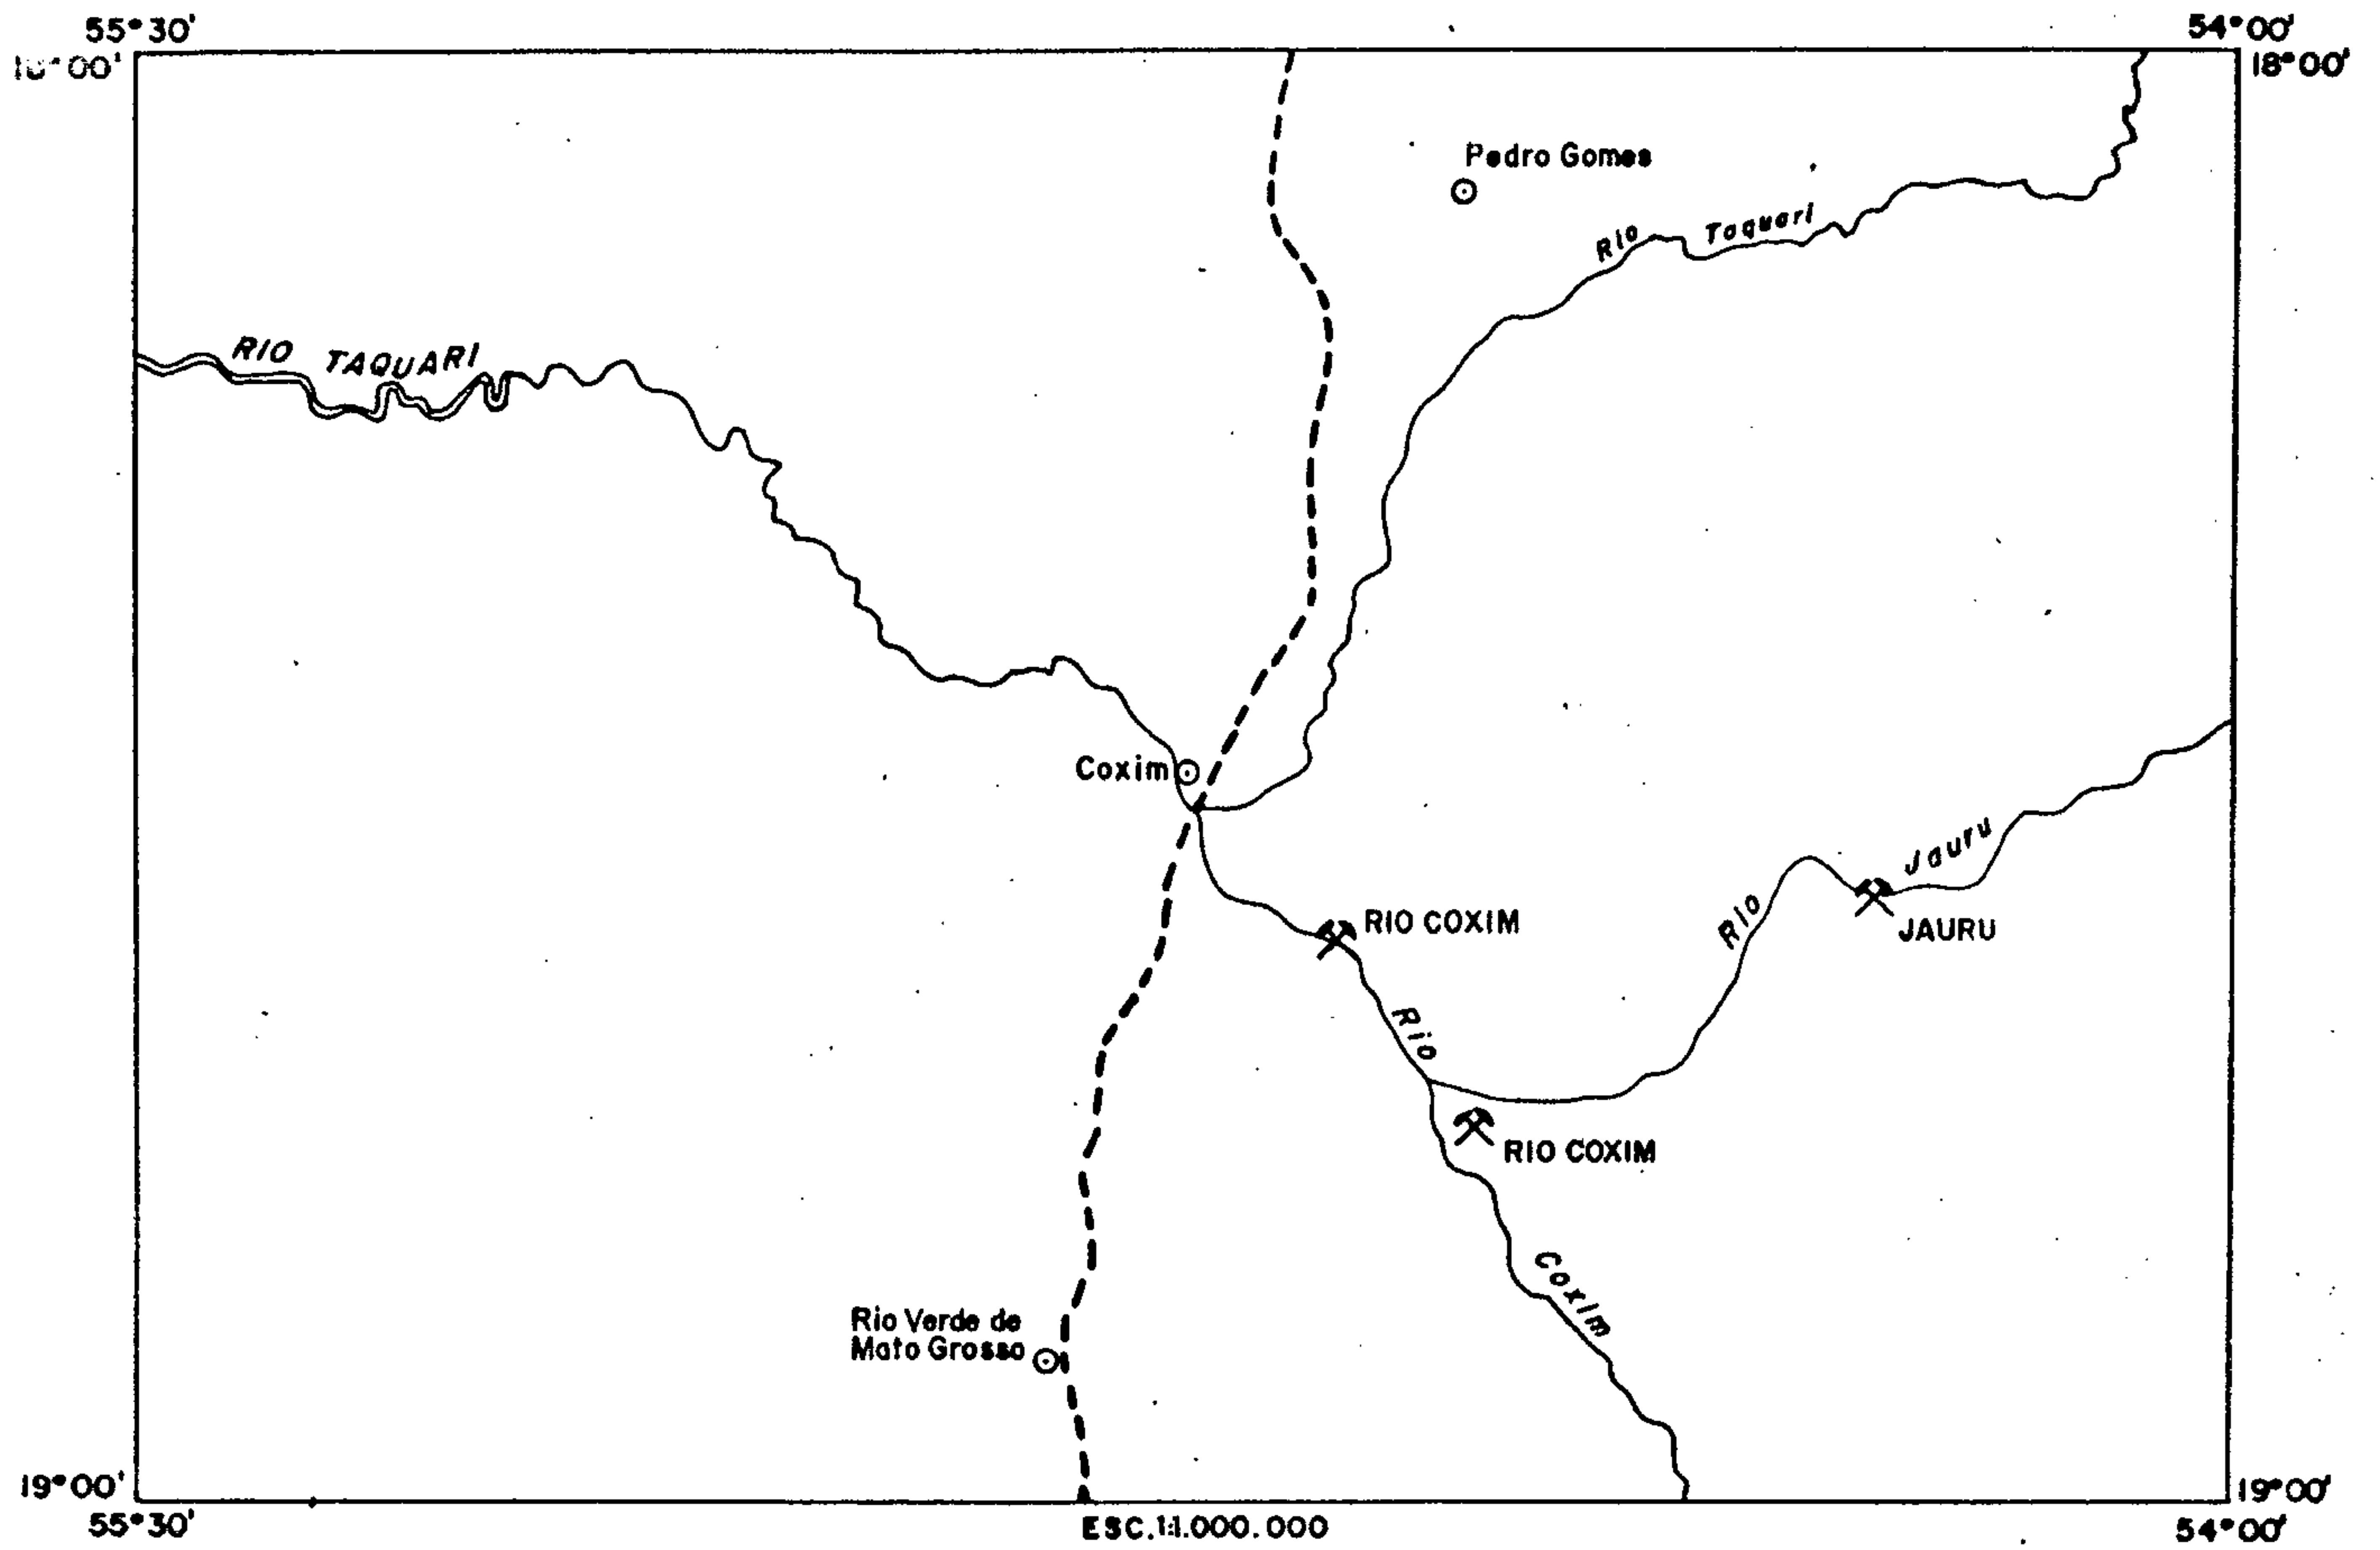 55°30'
54°00'
18°00'
Pedro Gomes
Rio Taquari
RIO TAQUARI
Coxim
Jauru
Rio
JAURU
RIO COXIM
Rio
RIO COXIM
Coxim
Rio Verde de
Mato Grosso
19°00'
19°00'
55°30'
ESC.1:1.000.000
54°00'